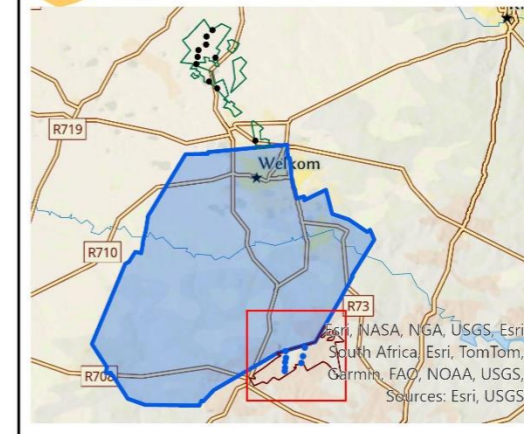 R719
Welkom
R710
R73
Esri, NASA, NGA, USGS, Esri
South Africa, Esri, TomTom,
Garmin, FAO, NOAA, USGS,
Sources: Esri, USGS